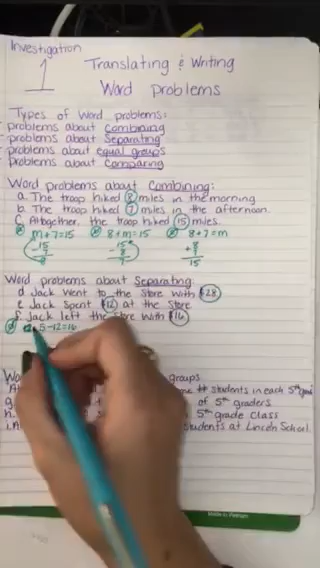 Investigation
1 Translating & Writing
Word problems
Types of Word problems:
- problems about Combining
- problems about Separating
- problems about equal groups
- problems about Comparing
Word problems about Combining:
a. The troop hiked 8 miles in the morning
b. The troop hiked 7 miles in the afternoon.
c. Altogether, the troop hiked 15 miles.
m+7=15 8+m=15 8+7=m
-15 -15 +8
8 7
7 15
Word problems about Separating:
d Jack went to the Store with $28
e Jack spent $12 at the Store
f. Jack left the Store with $16
5-12=16
Wo groups
# students in each 5th
g of 5th graders
h. 5th grade class
i. students at Lincoln School.